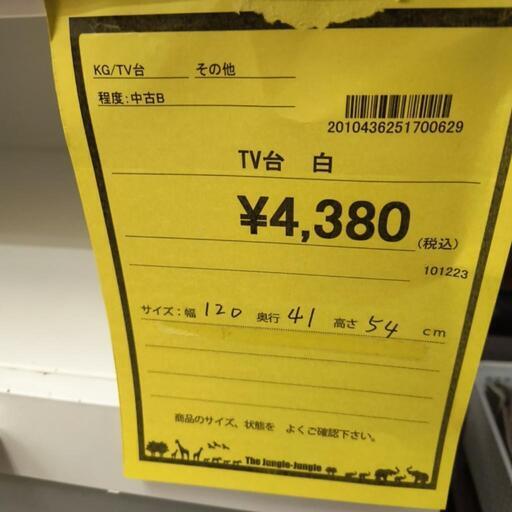 KG/TV台 その他
程度:中古B
2010436251700629
TV台 白
¥4,380
(税込)
101223
サイズ:幅 120 奥行 41 高さ 54 cm
商品のサイズ、状態を よくご確認下さい。
The Jungle-Jungle